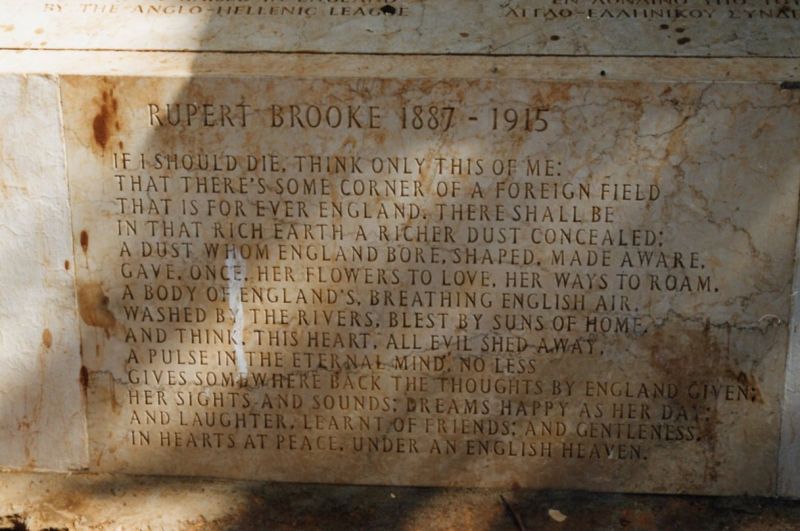 BY THE ANGLO-HELLENIC LEAGUE
ΑΓΓΛΟ-ΕΛΛΗΝΙΚΟΥ
RUPERT BROOKE 1887 - 1915
IF I SHOULD DIE, THINK ONLY THIS OF ME:
THAT THERE'S SOME CORNER OF A FOREIGN FIELD
THAT IS FOR EVER ENGLAND. THERE SHALL BE
IN THAT RICH EARTH A RICHER DUST CONCEALED;
A DUST WHOM ENGLAND BORE, SHAPED, MADE AWARE,
GAVE, ONCE, HER FLOWERS TO LOVE, HER WAYS TO ROAM,
A BODY OF ENGLAND'S, BREATHING ENGLISH AIR,
WASHED BY THE RIVERS, BLEST BY SUNS OF HOME.
AND THINK, THIS HEART, ALL EVIL SHED AWAY,
A PULSE IN THE ETERNAL MIND, NO LESS
GIVES SOMEWHERE BACK THE THOUGHTS BY ENGLAND GIVEN;
HER SIGHTS AND SOUNDS; DREAMS HAPPY AS HER DAY;
AND LAUGHTER, LEARNT OF FRIENDS; AND GENTLENESS,
IN HEARTS AT PEACE, UNDER AN ENGLISH HEAVEN.